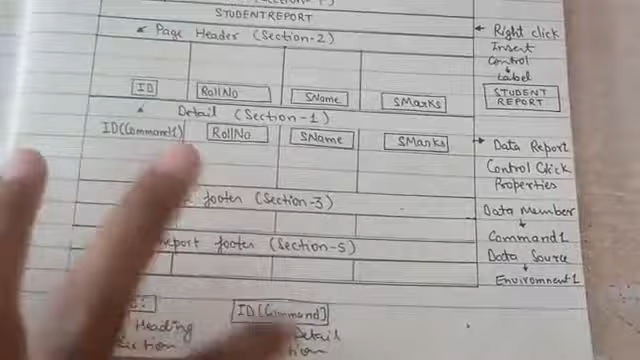 STUDENTREPORT
Page Header (Section-2)
ID
RollNo
SName
SMarks
Detail (Section-1)
ID(Command1)
RollNo
SName
SMarks
footer (Section-3)
report footer (Section-5)
Right click
Insert
Control
Label
STUDENT
REPORT
Data Report
Control Click
Properties
Data Member
Command1
Data Source
Environment1
ID(Command)
Heading
Detail